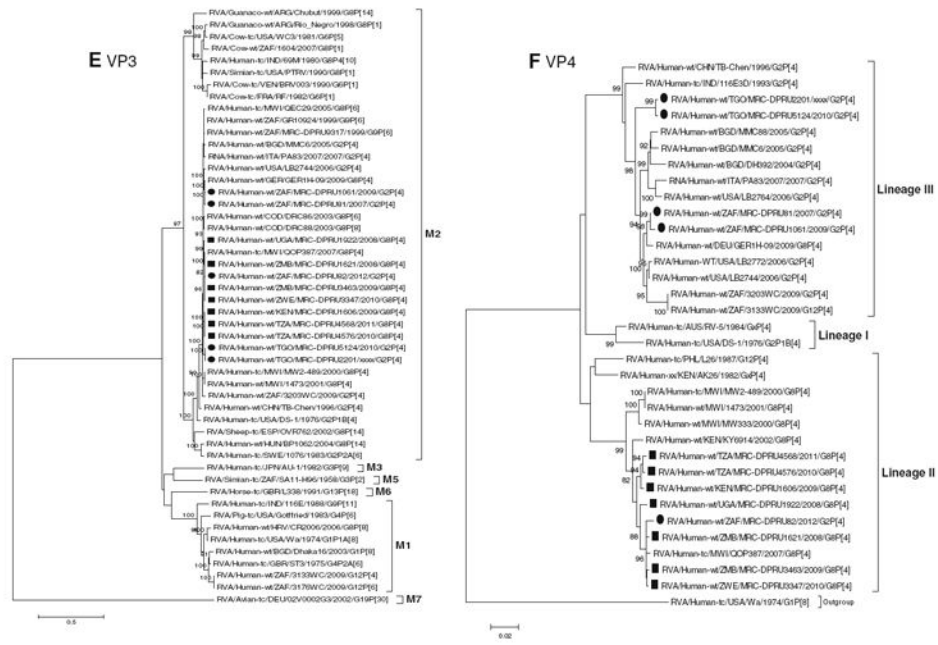 E VP3
RVA/Guanaco-wt/ARG/Chubut/1999/G8P[14]
RVA/Guanaco-wt/ARG/Rio_Negro/1998/G8P[1]
RVA/Cow-tc/USA/WC3/1981/G6P[5]
RVA/Cow-wt/ZAF/1604/2007/G8P[1]
RVA/Human-tc/IND/69M/1980/G8P4[10]
RVA/Simian-tc/USA/PTRV/1990/G8P[1]
RVA/Cow-tc/VEN/BRV003/1990/G6P[1]
RVA/Cow-tc/FRA/RF/1982/G6P[1]
RVA/Human-tc/MWI/QEC29/2005/G8P[6]
RVA/Human-wt/ZAF/GR10924/1999/G9P[6]
RVA/Human-wt/ZAF/MRC-DPRU9317/1999/G9P[6]
RVA/Human-wt/BGD/MMC6/2005/G2P[4]
RNA/Human-wt/ITA/PA83/2007/2007/G2P[4]
RVA/Human-wt/USA/LB2744/2006/G2P[4]
RVA/Human-wt/GER/GER1H-09/2009/G8P[4]
RVA/Human-wt/ZAF/MRC-DPRU1061/2009/G2P[4]
RVA/Human-wt/ZAF/MRC-DPRU81/2007/G2P[4]
RVA/Human-wt/COD/DRC86/2003/G8P[6]
RVA/Human-wt/COD/DRC88/2003/G8P[8]
RVA/Human-wt/UGA/MRC-DPRU1922/2008/G8P[4]
RVA/Human-tc/MWI/QOP387/2007/G8P[4]
RVA/Human-wt/ZMB/MRC-DPRU1621/2008/G8P[4]
RVA/Human-wt/ZAF/MRC-DPRU82/2012/G2P[4]
RVA/Human-wt/ZMB/MRC-DPRU3463/2009/G8P[4]
RVA/Human-wt/ZWE/MRC-DPRU3347/2010/G8P[4]
RVA/Human-wt/KEN/MRC-DPRU1606/2009/G8P[4]
RVA/Human-wt/TZA/MRC-DPRU4568/2011/G8P[4]
RVA/Human-wt/TZA/MRC-DPRU4576/2010/G8P[4]
RVA/Human-wt/TGO/MRC-DPRU5124/2010/G2P[4]
RVA/Human-wt/TGO/MRC-DPRU2201/xxxx/G2P[4]
RVA/Human-tc/MWI/MW2-489/2000/G8P[4]
RVA/Human-wt/MWI/1473/2001/G8P[4]
RVA/Human-wt/ZAF/3203WC/2009/G2P[4]
RVA/Human-wt/CHN/TB-Chen/1996/G2P[4]
RVA/Human-tc/USA/DS-1/1976/G2P1B[4]
RVA/Sheep-tc/ESP/OVR762/2002/G8P[14]
RVA/Human-wt/HUN/BP1062/2004/G8P[14]
RVA/Human-tc/SWE/1076/1983/G2P2A[6]
M2
RVA/Human-tc/JPN/AU-1/1982/G3P[9]
M3
RVA/Simian-tc/ZAF/SA11-H96/1958/G3P[2]
M5
RVA/Horse-tc/GBR/L338/1991/G13P[18]
M6
RVA/Human-tc/IND/116E/1988/G9P[11]
RVA/Pig-tc/USA/Gottfried/1983/G4P[6]
RVA/Human-wt/HRV/CR2006/2006/G8P[8]
RVA/Human-tc/USA/Wa/1974/G1P1A[8]
RVA/Human-wt/BGD/Dhaka16/2003/G1P[8]
RVA/Human-tc/GBR/ST3/1975/G4P2A[6]
RVA/Human-wt/ZAF/3133WC/2009/G12P[4]
RVA/Human-wt/ZAF/3176WC/2009/G12P[6]
M1
RVA/Avian-tc/DEU/02V0002G3/2002/G19P[30]
M7
0.5
F VP4
RVA/Human-wt/CHN/TB-Chen/1996/G2P[4]
RVA/Human-tc/IND/116E3D/1993/G2P[4]
RVA/Human-wt/TGO/MRC-DPRU2201/xxxx/G2P[4]
RVA/Human-wt/TGO/MRC-DPRU5124/2010/G2P[4]
RVA/Human-wt/BGD/MMC88/2005/G2P[4]
RVA/Human-wt/BGD/MMC6/2005/G2P[4]
RVA/Human-wt/BGD/DH392/2004/G2P[4]
RNA/Human-wt/ITA/PA83/2007/2007/G2P[4]
RVA/Human-wt/USA/LB2764/2006/G2P[4]
RVA/Human-wt/ZAF/MRC-DPRU81/2007/G2P[4]
RVA/Human-wt/ZAF/MRC-DPRU1061/2009/G2P[4]
RVA/Human-wt/DEU/GER1H-09/2009/G8P[4]
RVA/Human-WT/USA/LB2772/2006/G2P[4]
RVA/Human-wt/USA/LB2744/2006/G2P[4]
RVA/Human-wt/ZAF/3203WC/2009/G2P[4]
RVA/Human-wt/ZAF/3133WC/2009/G12P[4]
Lineage III
RVA/Human-tc/AUS/RV-5/1984/GxP[4]
RVA/Human-tc/USA/DS-1/1976/G2P1B[4]
Lineage I
RVA/Human-tc/PHL/L26/1987/G12P[4]
RVA/Human-xx/KEN/AK26/1982/GxP[4]
RVA/Human-tc/MWI/MW2-489/2000/G8P[4]
RVA/Human-wt/MWI/1473/2001/G8P[4]
RVA/Human-wt/MWI/MW333/2000/G8P[4]
RVA/Human-wt/KEN/KY6914/2002/G8P[4]
RVA/Human-wt/TZA/MRC-DPRU4568/2011/G8P[4]
RVA/Human-wt/TZA/MRC-DPRU4576/2010/G8P[4]
RVA/Human-wt/KEN/MRC-DPRU1606/2009/G8P[4]
RVA/Human-wt/UGA/MRC-DPRU1922/2008/G8P[4]
RVA/Human-wt/ZAF/MRC-DPRU82/2012/G2P[4]
RVA/Human-wt/ZMB/MRC-DPRU1621/2008/G8P[4]
RVA/Human-tc/MWI/QOP387/2007/G8P[4]
RVA/Human-wt/ZMB/MRC-DPRU3463/2009/G8P[4]
RVA/Human-wt/ZWE/MRC-DPRU3347/2010/G8P[4]
Lineage II
RVA/Human-tc/USA/Wa/1974/G1P[8]
Outgroup
0.02